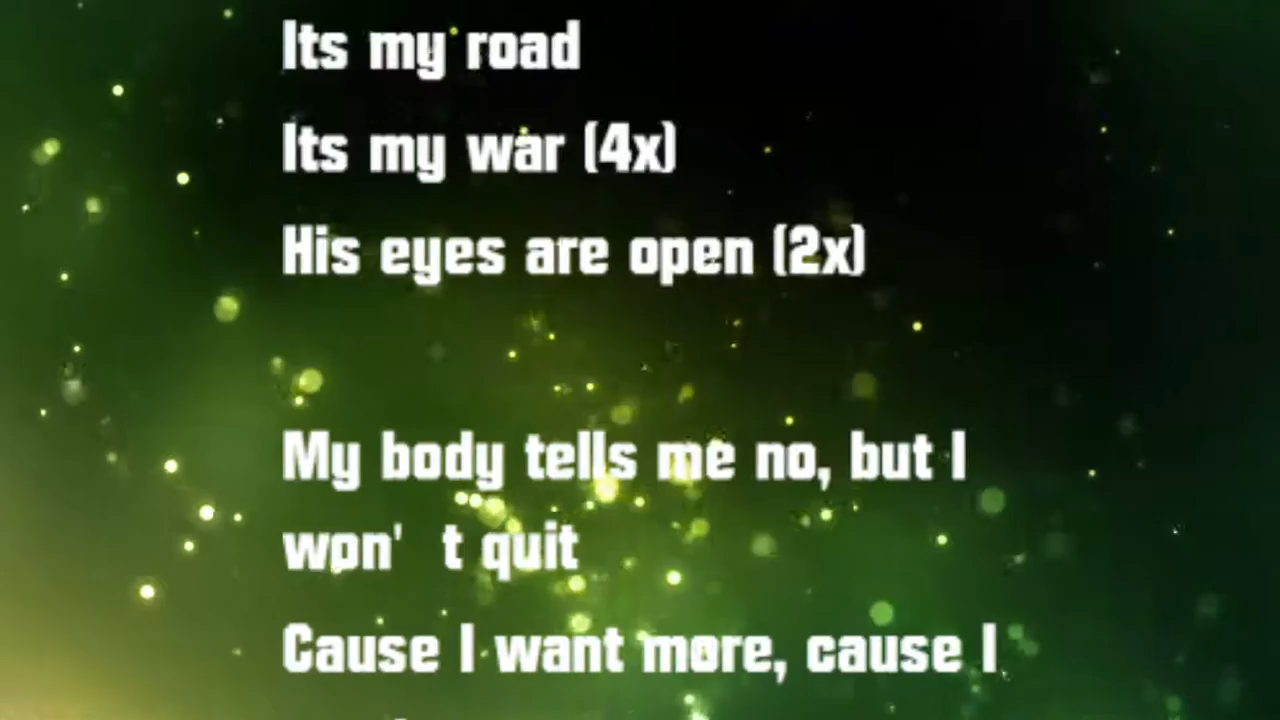 Its my road
Its my war (4x)
His eyes are open (2x)
My body tells me no, but I
won' t quit
Cause I want more, cause I